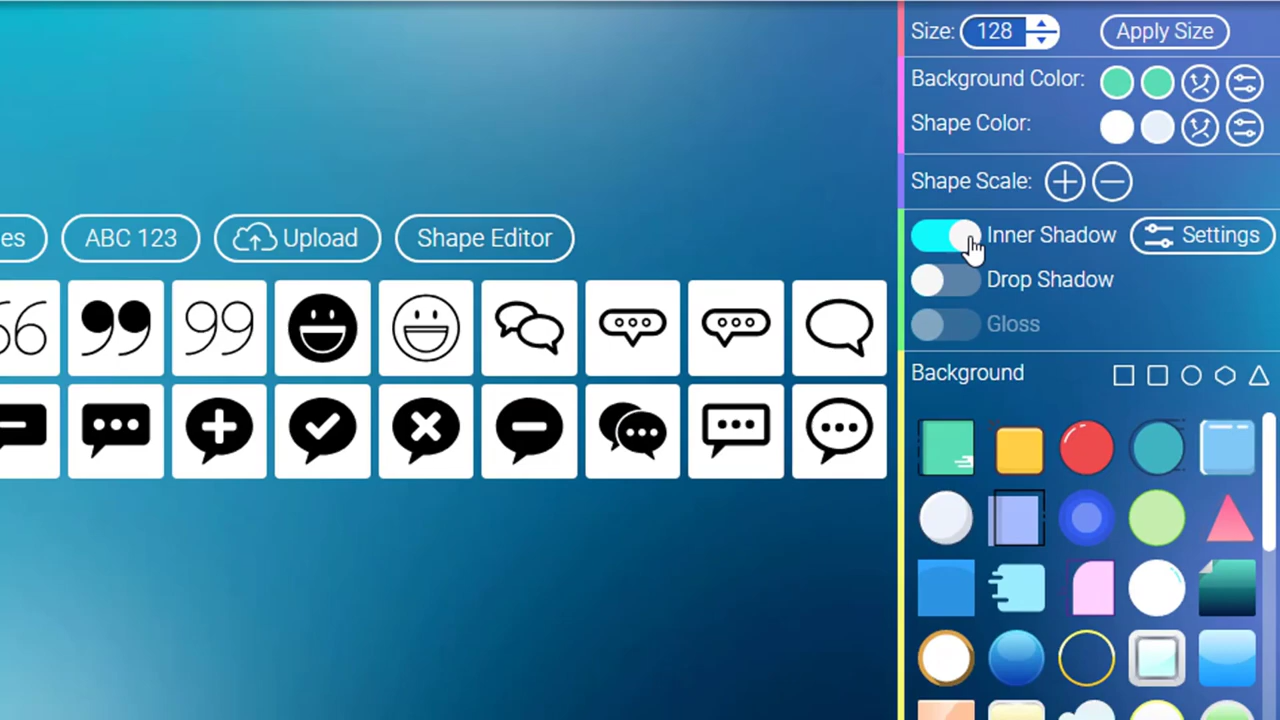 Size: 128 Apply Size
Background Color:
Shape Color:
Shape Scale:
es ABC 123 Upload Shape Editor
Inner Shadow Settings
Drop Shadow
Gloss
Background